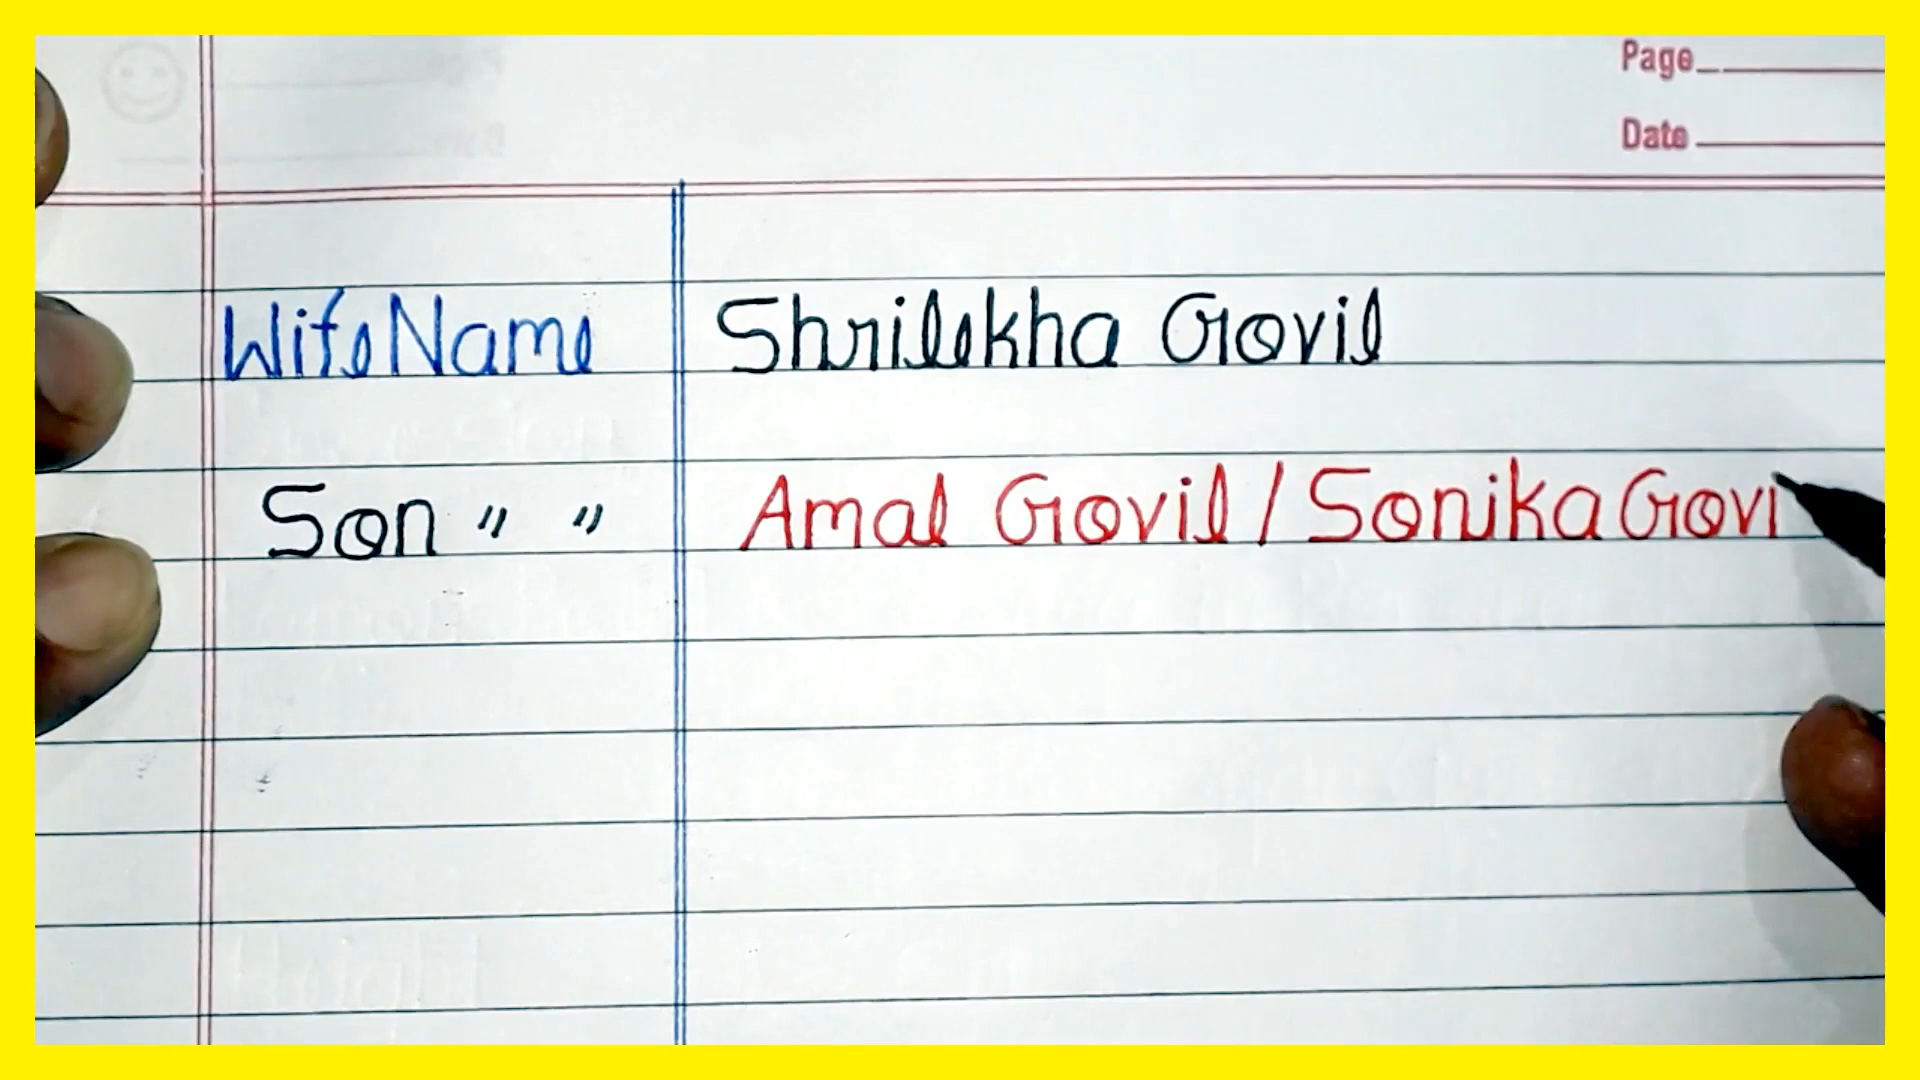 Page
Date
Wife Name Shrilekha Govil
Son " " Amal Govil / Sonika Govi